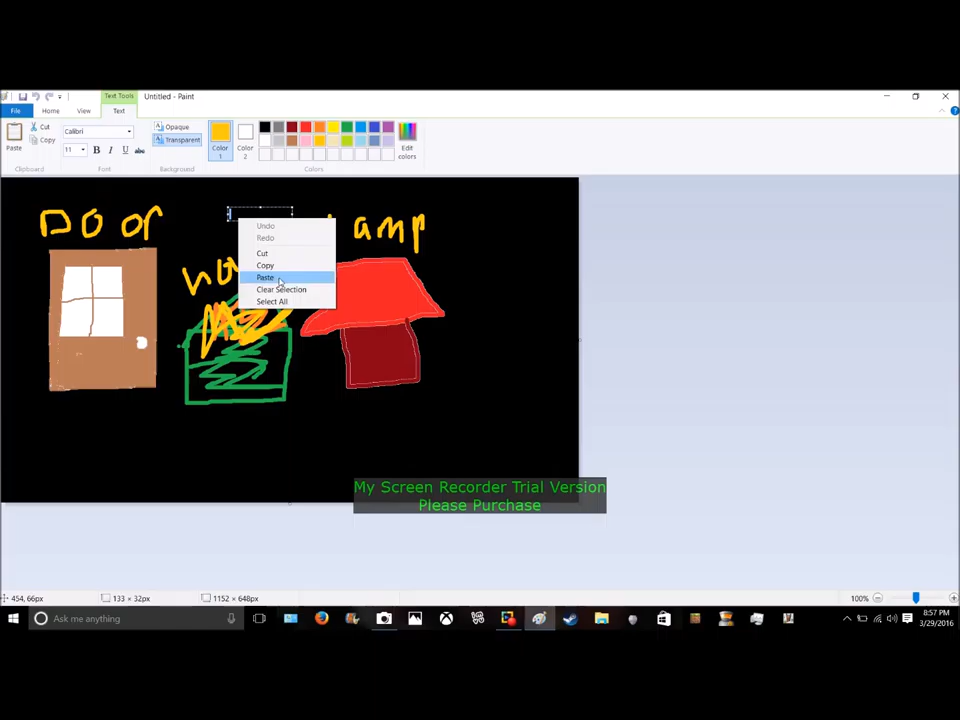 Text Tools
Untitled - Paint
File
Home
View
Text
Paste
Cut
Copy
Clipboard
Calibri
11
B I U abc
Font
Opaque
Transparent
Background
Color 1
Color 2
Edit colors
Colors
DOor
amp
Undo
Redo
Cut
Copy
Paste
Clear Selection
Select All
My Screen Recorder Trial Version
Please Purchase
454, 66px
133 × 32px
1152 × 648px
100%
Ask me anything
8:57 PM
3/29/2016